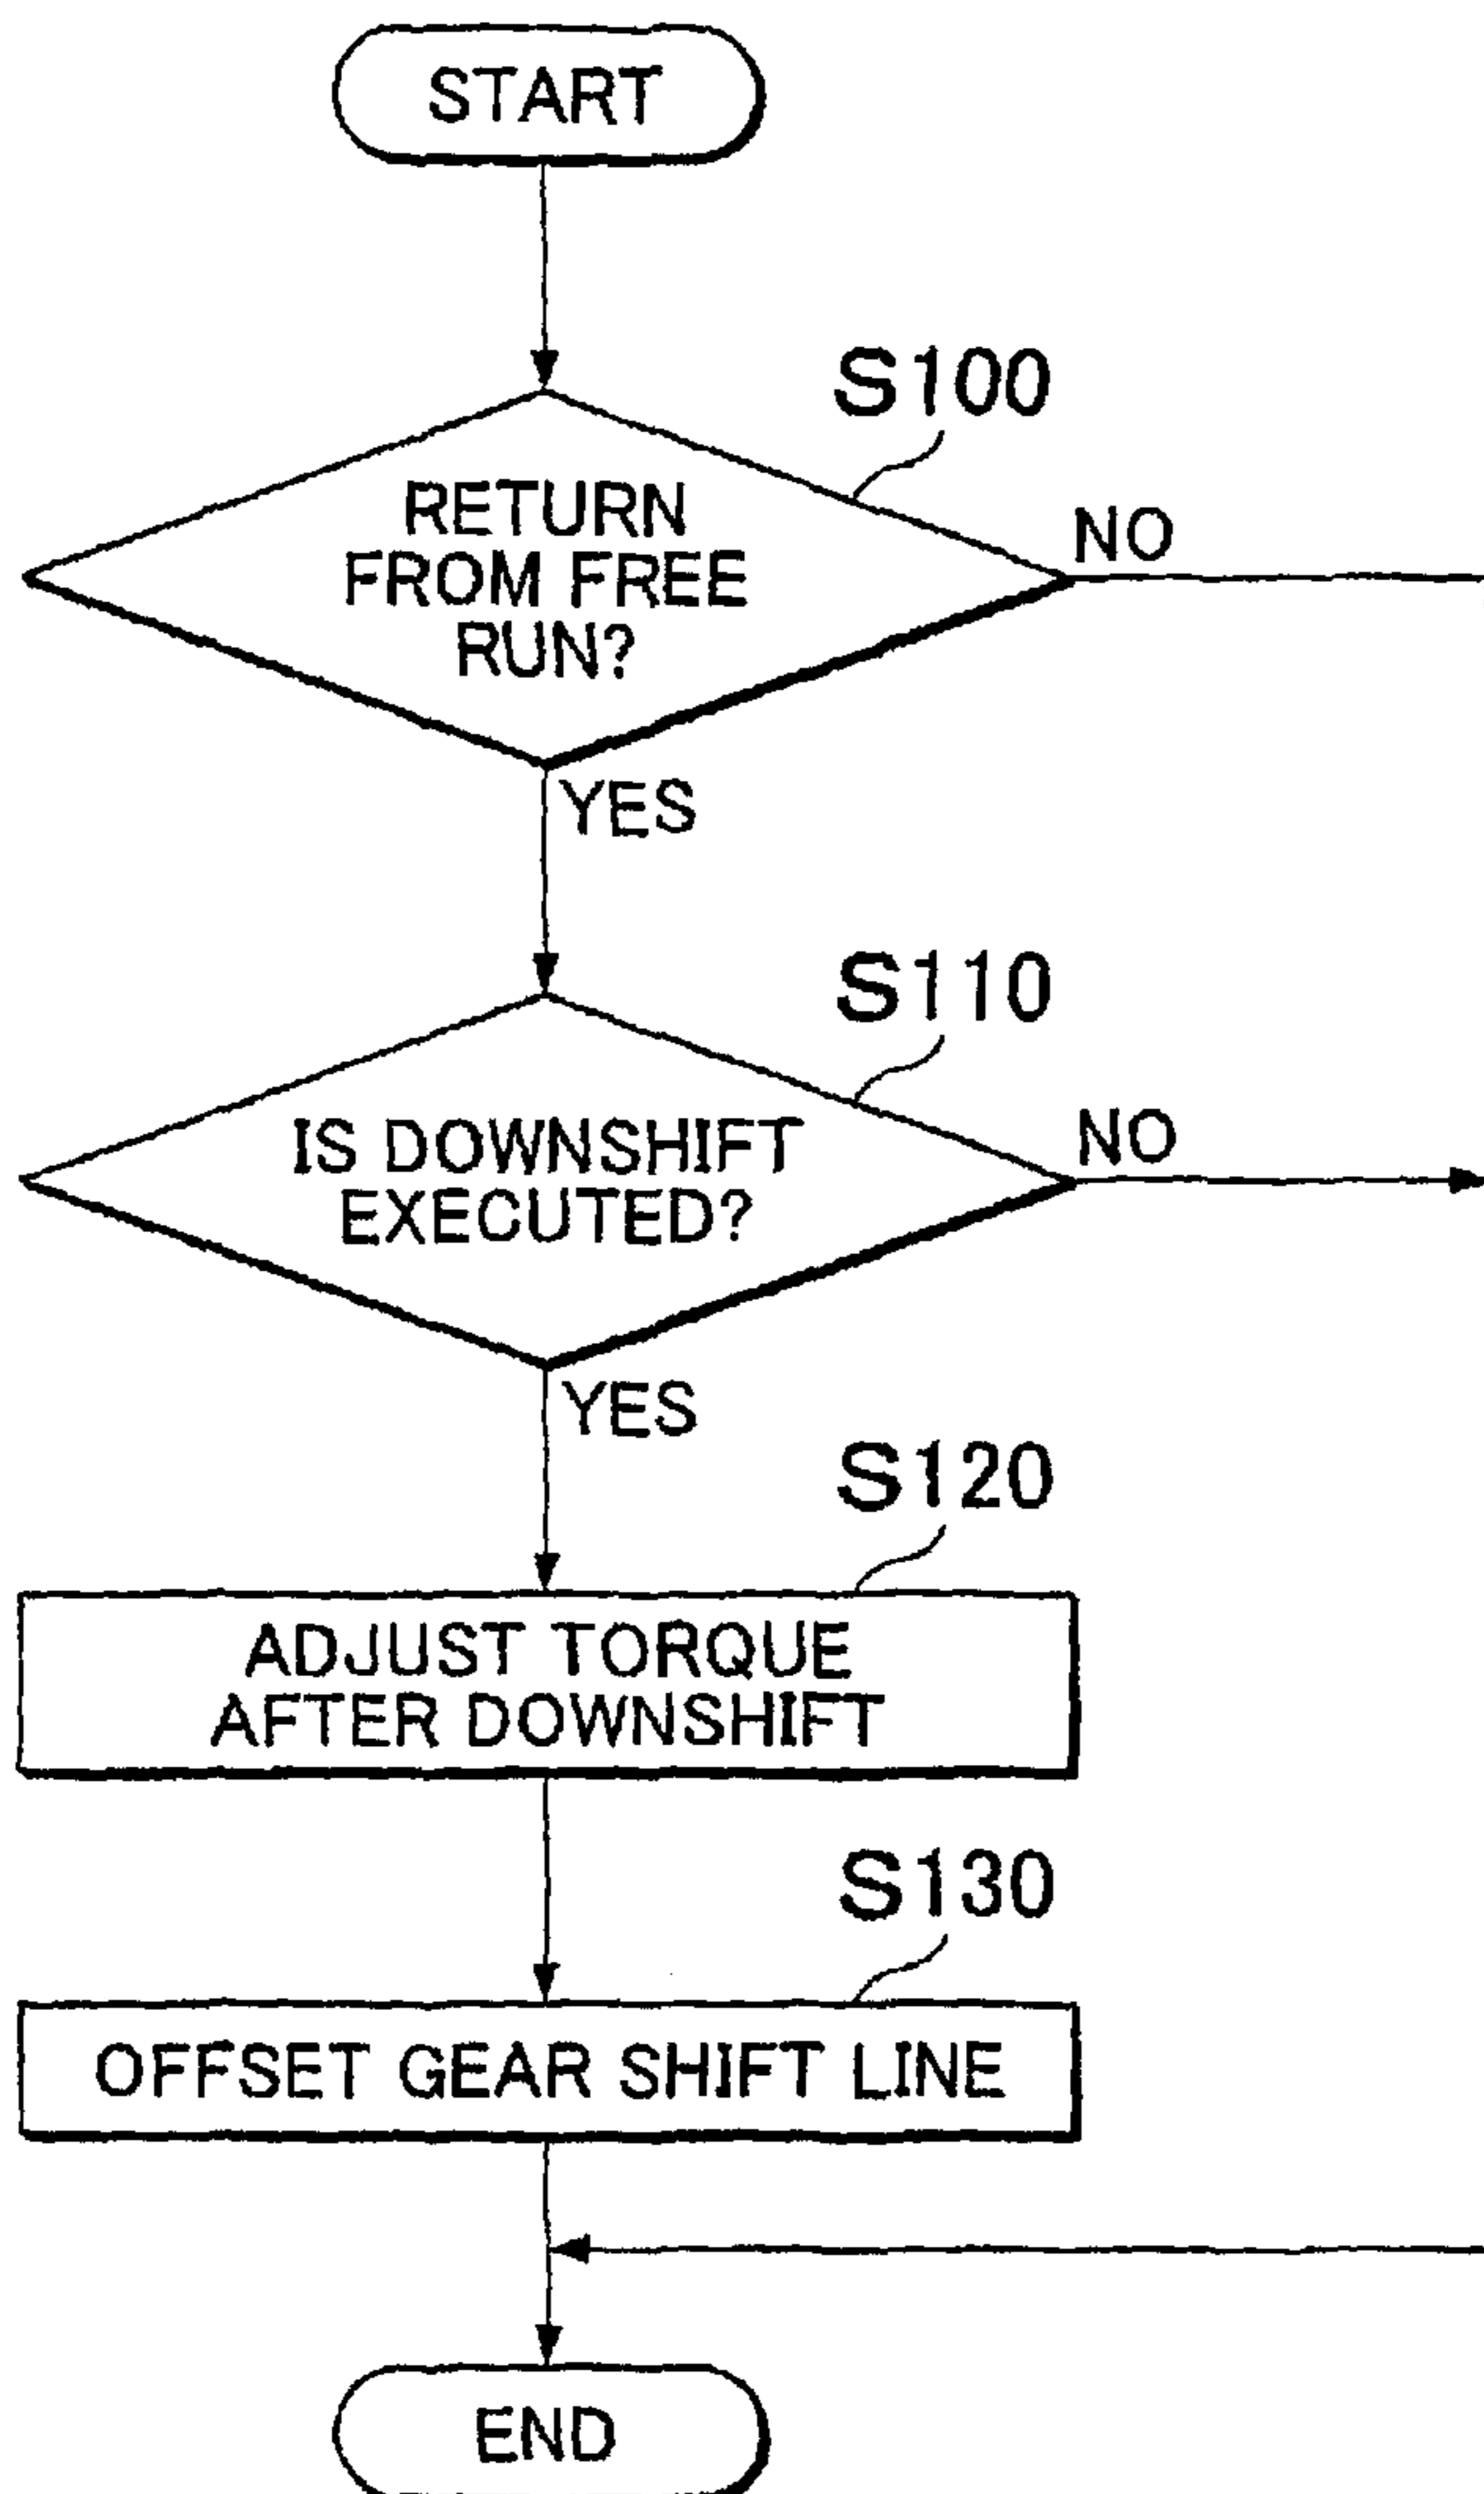 START
S100
RETURN
FROM FREE
RUN?
NO
YES
S110
IS DOWNSHIFT
EXECUTED?
NO
YES
S120
ADJUST TORQUE
AFTER DOWNSHIFT
S130
OFFSET GEAR SHIFT LINE
END